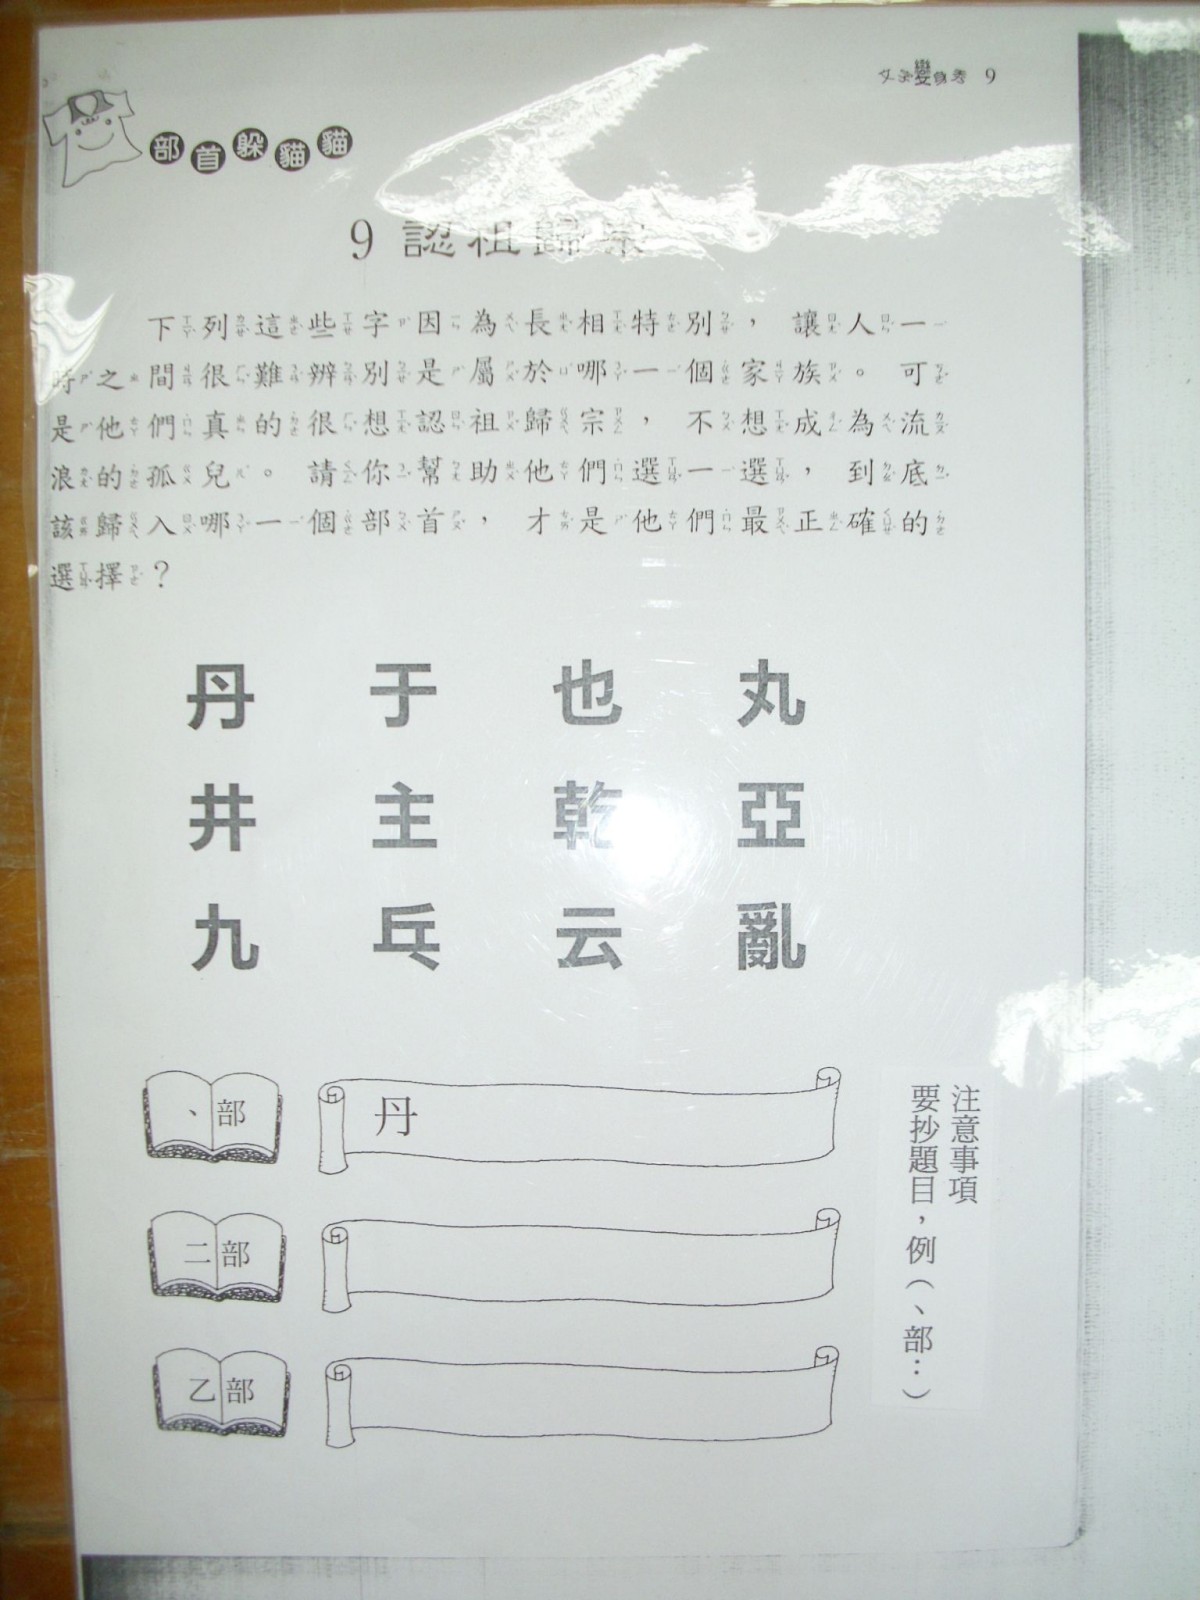 文字變身秀 9
部首躲貓貓
9 認祖歸宗
下列這些字因為長相特別，讓人一
時之間很難辨別是屬於哪一個家族。可
是他們真的很想認祖歸宗，不想成為流
浪的孤兒。請你幫助他們選一選，到底
該歸入哪一個部首，才是他們最正確的
選擇？
丹 于 也 丸
井 主 乾 亞
九 乓 云 亂
丶部 丹
二部
乙部
注意事項
要抄題目，例（丶部…）